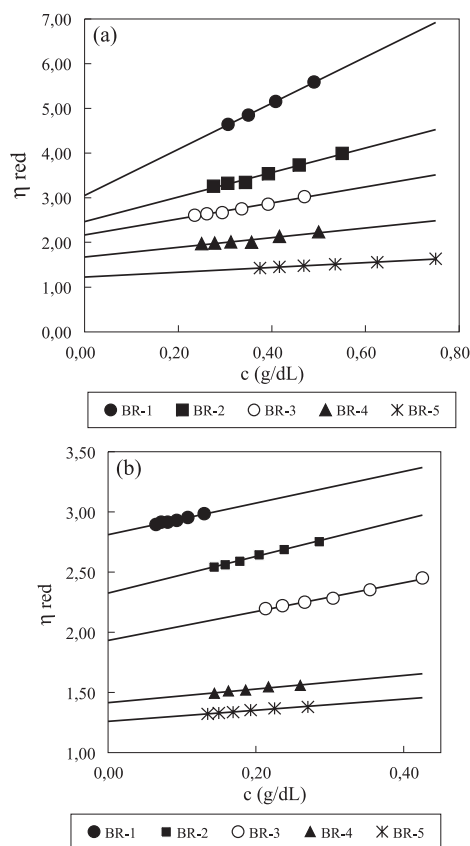 (a)
7,00
6,00
5,00
4,00
3,00
2,00
1,00
0,00
η red
0,00 0,20 0,40 0,60 0,80
c (g/dL)
BR-1 BR-2 BR-3 BR-4 BR-5
(b)
3,50
3,00
2,50
2,00
1,50
1,00
η red
0,00 0,20 0,40
c (g/dL)
BR-1 BR-2 BR-3 BR-4 BR-5